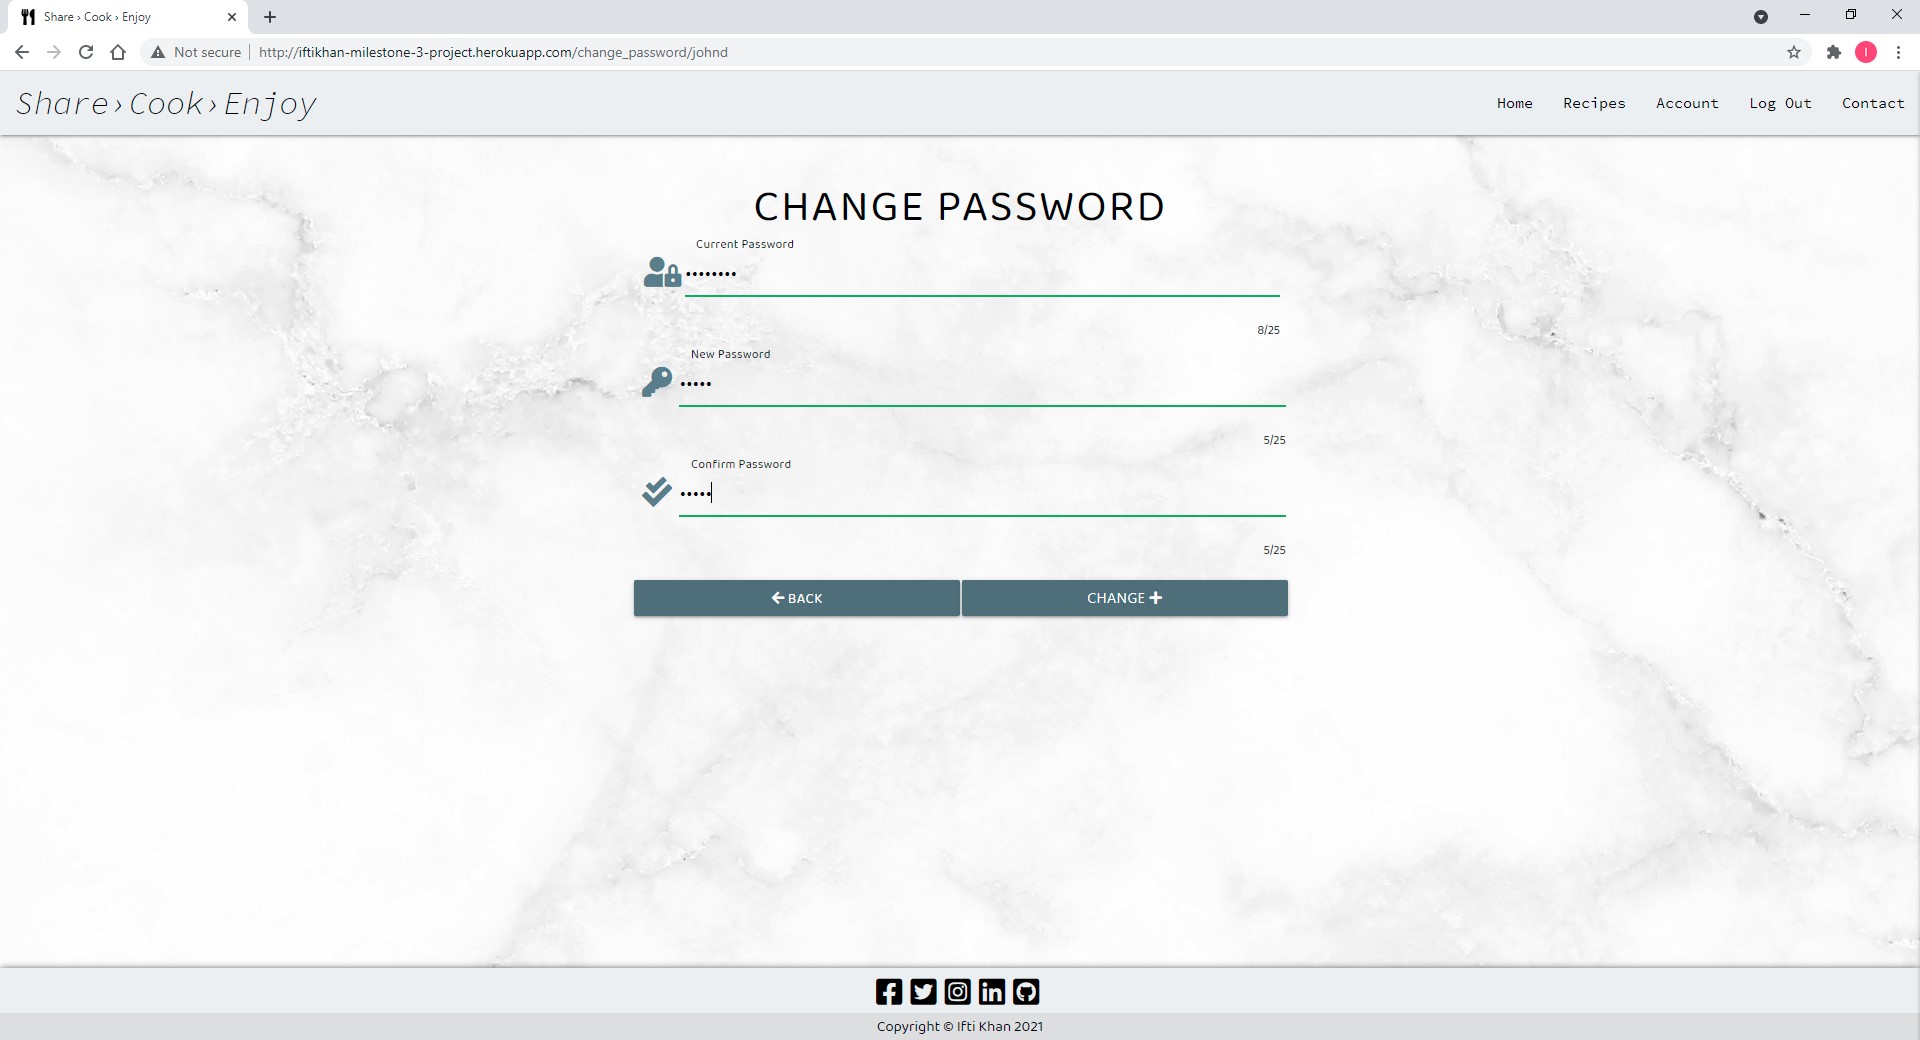 Share › Cook › Enjoy
Not secure
http://iftikhan-milestone-3-project.herokuapp.com/change_password/johnd
I
Share›Cook›Enjoy
Home Recipes Account Log Out Contact
CHANGE PASSWORD
Current Password
••••••••
8/25
New Password
•••••
5/25
Confirm Password
•••••
5/25
BACK
CHANGE
Copyright © Ifti Khan 2021